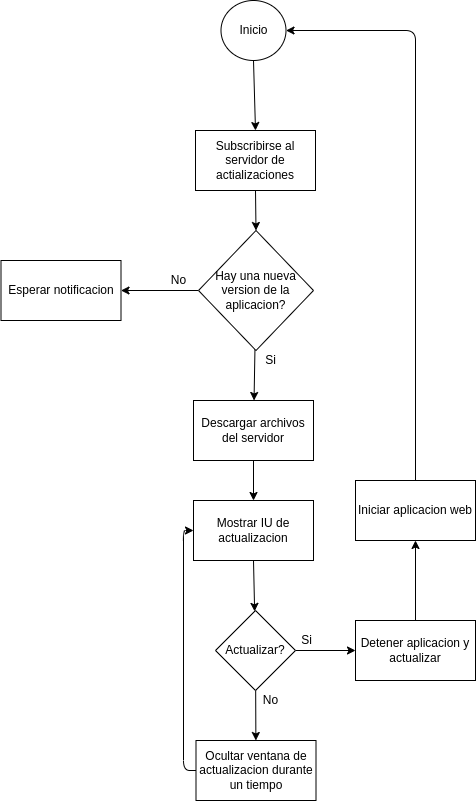 Inicio
Subscribirse al
servidor de
actializaciones
Hay una nueva
version de la
aplicacion?
No
Esperar notificacion
Si
Descargar archivos
del servidor
Mostrar IU de
actualizacion
Iniciar aplicacion web
Actualizar?
Si
Detener aplicacion y
actualizar
No
Ocultar ventana de
actualizacion durante
un tiempo